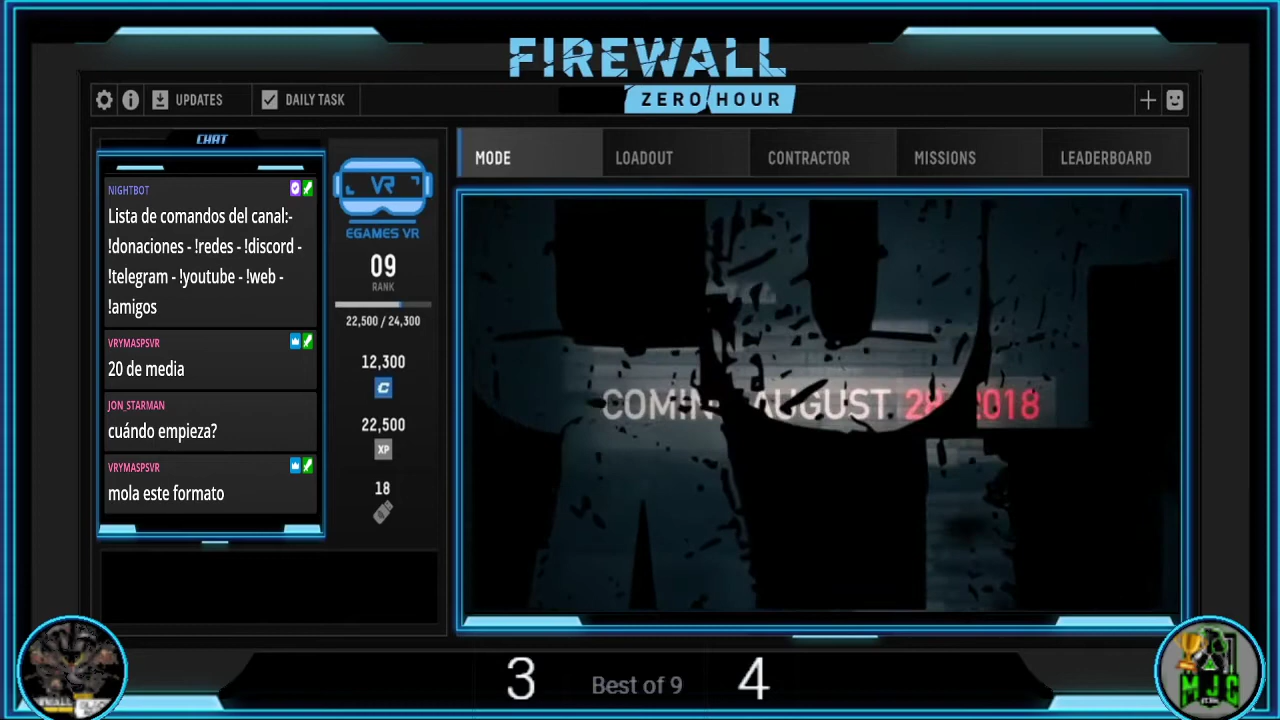 FIREWALL
ZERO HOUR
UPDATES
DAILY TASK
CHAT
NIGHTBOT
Lista de comandos del canal:-
!donaciones - !redes - !discord -
!telegram - !youtube - !web -
!amigos
VRYMASPSVR
20 de media
JON_STARMAN
cuándo empieza?
VRYMASPSVR
mola este formato
VR
EGAMES VR
09
RANK
22,500 / 24,300
12,300
C
22,500
XP
18
MODE
LOADOUT
CONTRACTOR
MISSIONS
LEADERBOARD
AUGUST
3
Best of 9
4
MJC